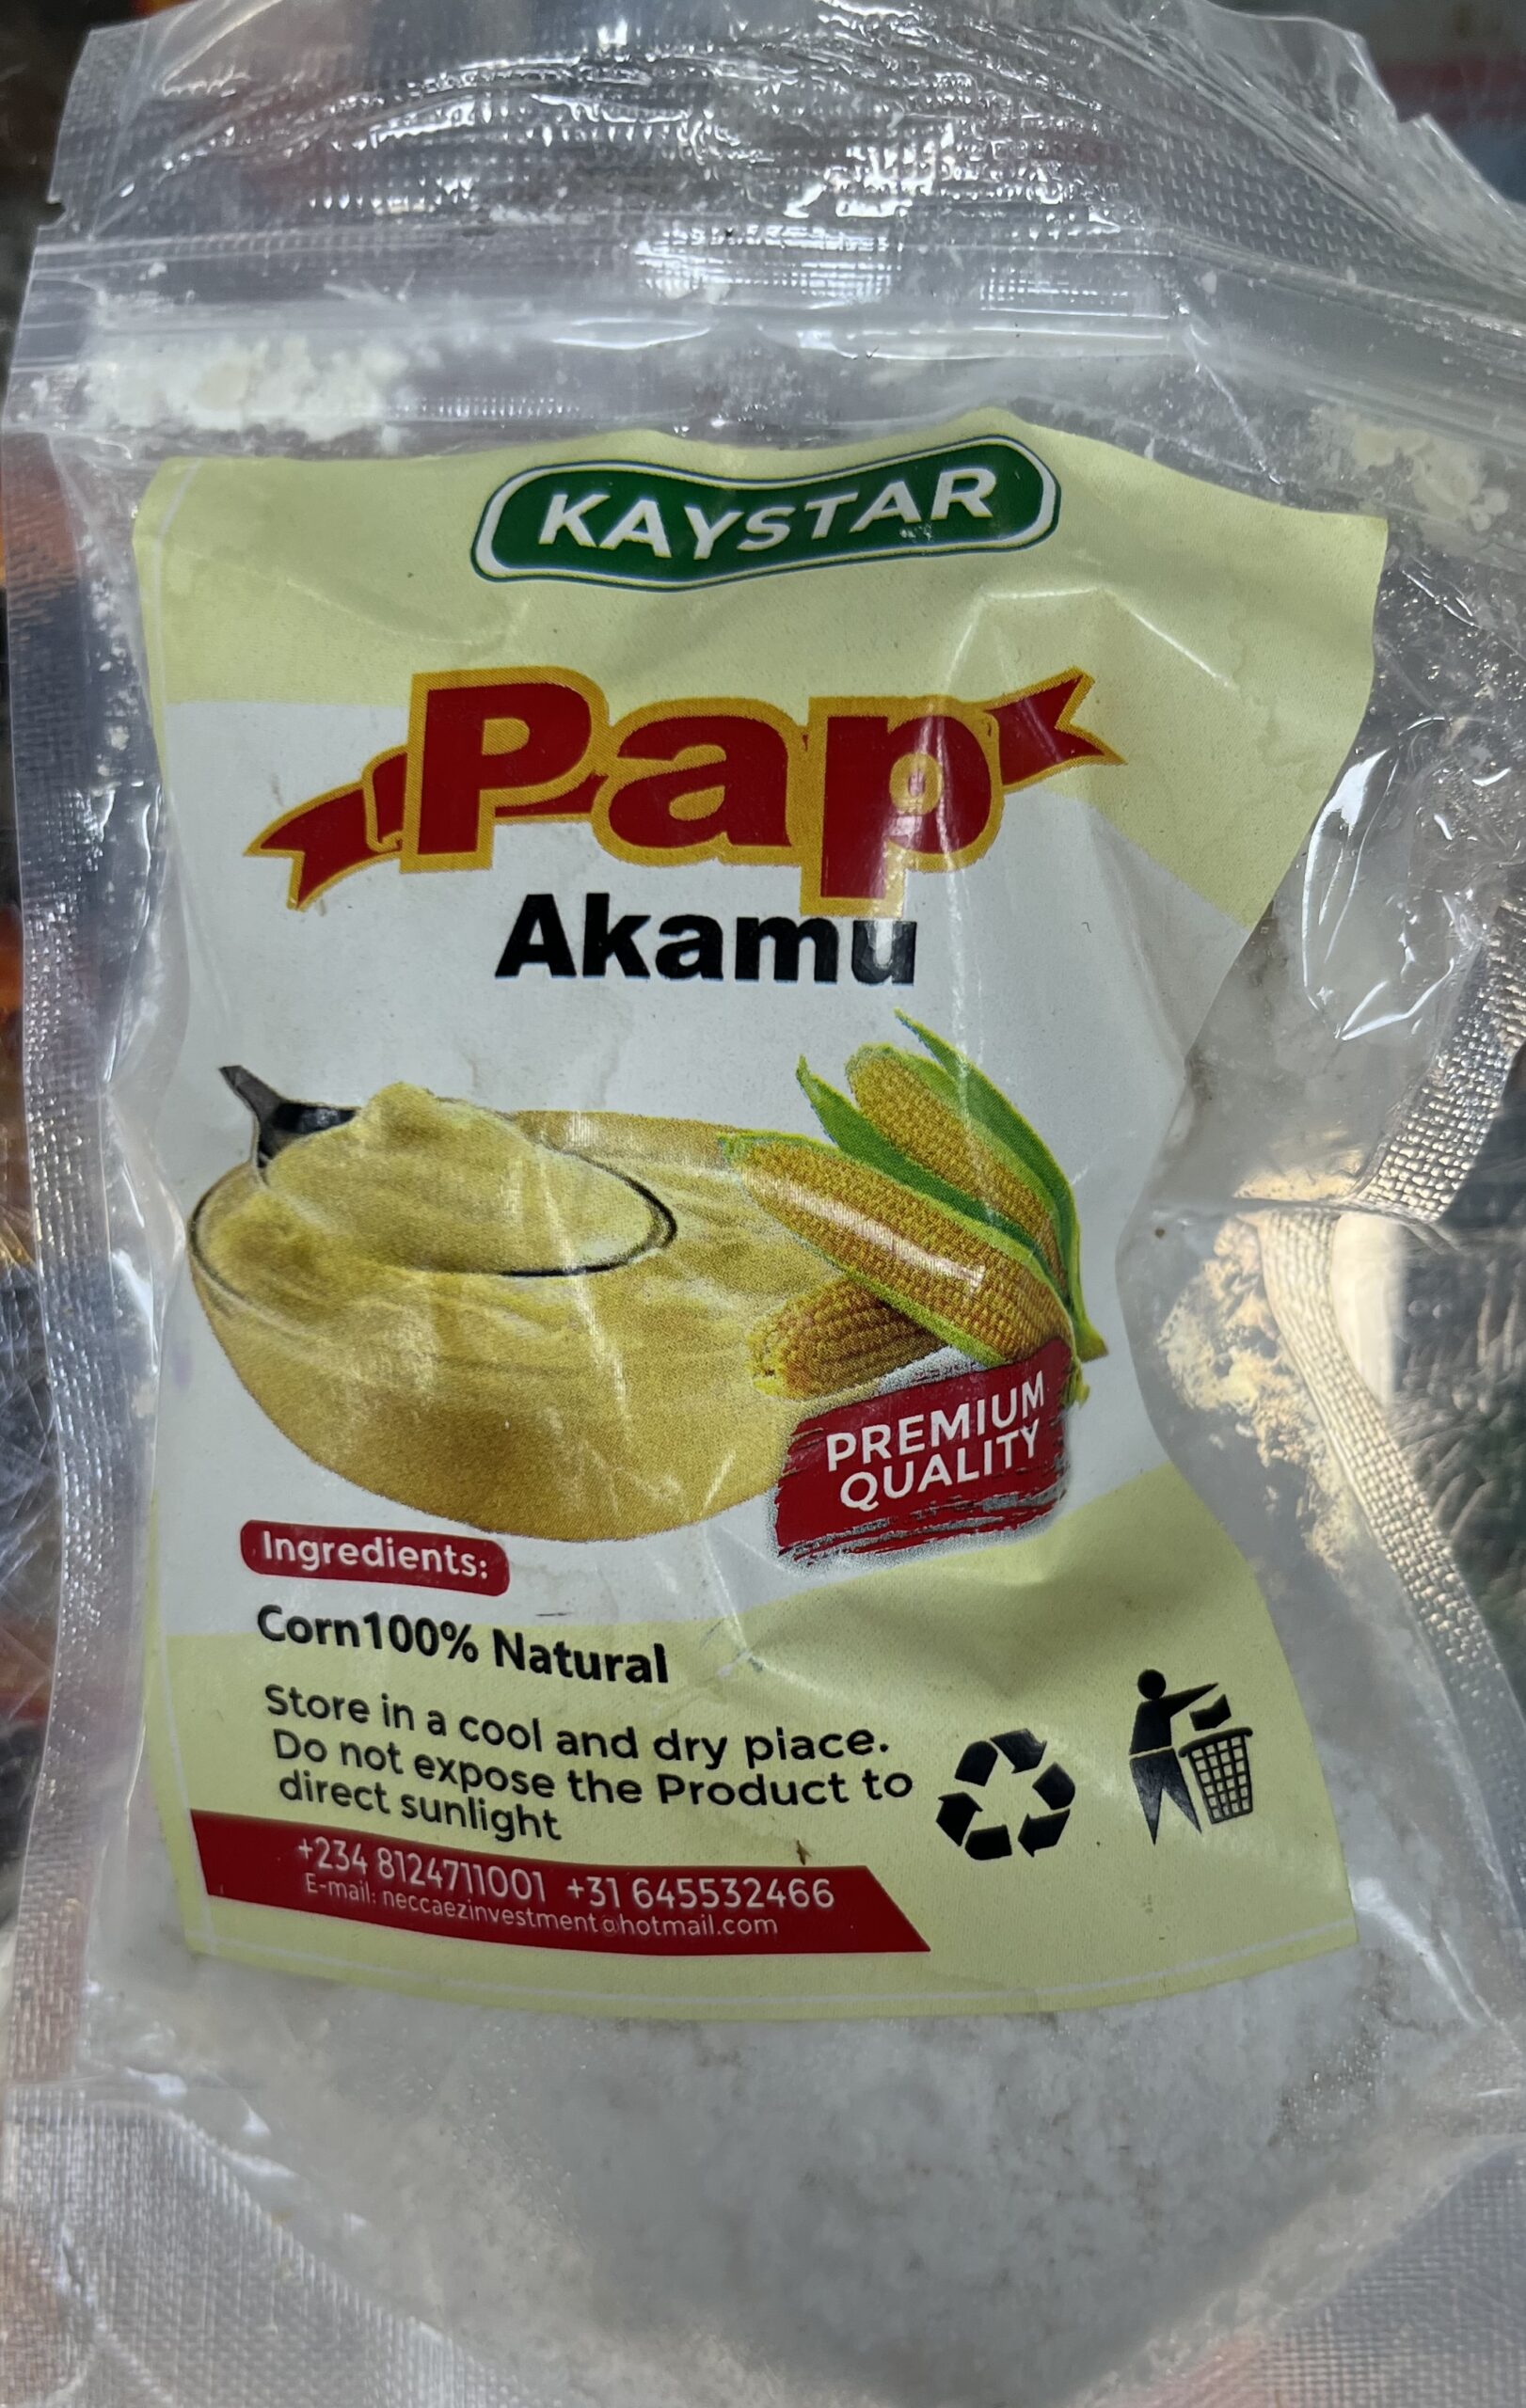 KAYSTAR
Pap
Akamu
PREMIUM
QUALITY
Ingredients:
Corn100% Natural
Store in a cool and dry piace.
Do not expose the Product to
direct sunlight
+234 8124711001 +31 645532466
E-mail: neccaezinvestment@hotmail.com